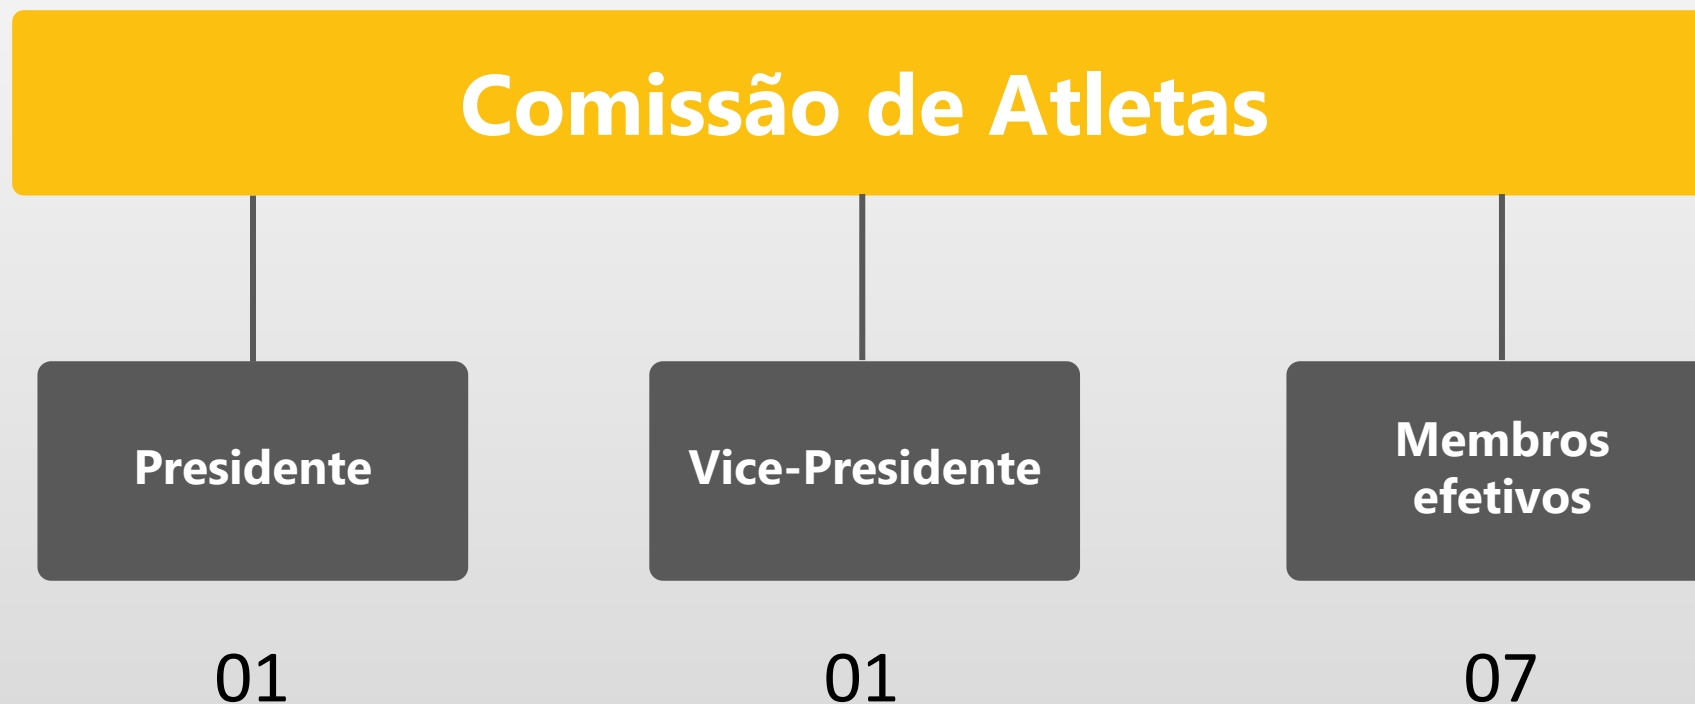 Comissão de Atletas
Presidente
Vice-Presidente
Membros
efetivos
01
01
07